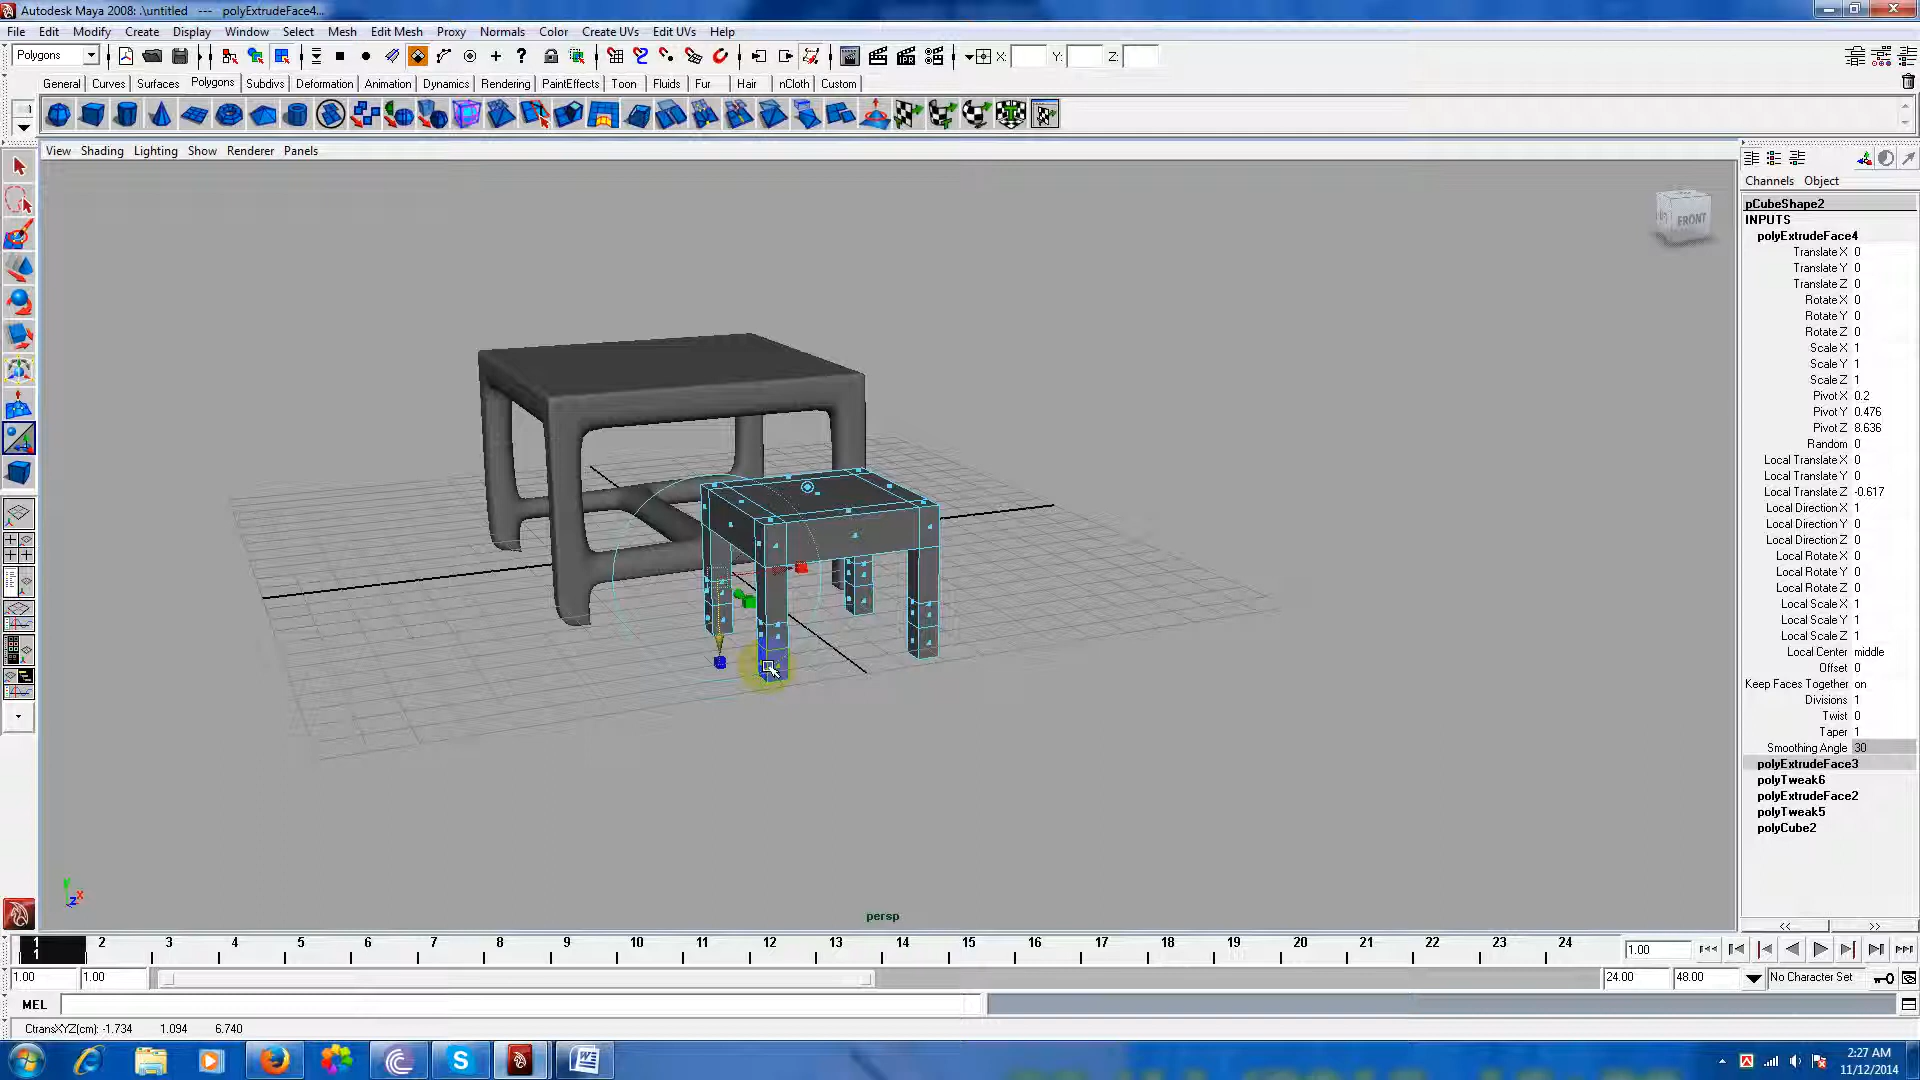 Autodesk Maya 2008: .\untitled --- polyExtrudeFace4...
File Edit Modify Create Display Window Select Mesh Edit Mesh Proxy Normals Color Create UVs Edit UVs Help
Polygons X: Y: Z:
General Curves Surfaces Polygons Subdivs Deformation Animation Dynamics Rendering PaintEffects Toon Fluids Fur Hair nCloth Custom
View Shading Lighting Show Renderer Panels
Channels Object
pCubeShape2
INPUTS
polyExtrudeFace4
Translate X 0
Translate Y 0
Translate Z 0
Rotate X 0
Rotate Y 0
Rotate Z 0
Scale X 1
Scale Y 1
Scale Z 1
Pivot X 0.2
Pivot Y 0.476
Pivot Z 8.636
Random 0
Local Translate X 0
Local Translate Y 0
Local Translate Z -0.617
Local Direction X 1
Local Direction Y 0
Local Direction Z 0
Local Rotate X 0
Local Rotate Y 0
Local Rotate Z 0
Local Scale X 1
Local Scale Y 1
Local Scale Z 1
Local Center middle
Offset 0
Keep Faces Together on
Divisions 1
Twist 0
Taper 1
Smoothing Angle 30
polyExtrudeFace3
polyTweak6
polyExtrudeFace2
polyTweak5
polyCube2
FRONT
persp
1 2 3 4 5 6 7 8 9 10 11 12 13 14 15 16 17 18 19 20 21 22 23 24
1
1.00
1.00 1.00 24.00 48.00 No Character Set
MEL
CtransXYZ(cm): -1.734 1.094 6.740
2:27 AM
11/12/2014